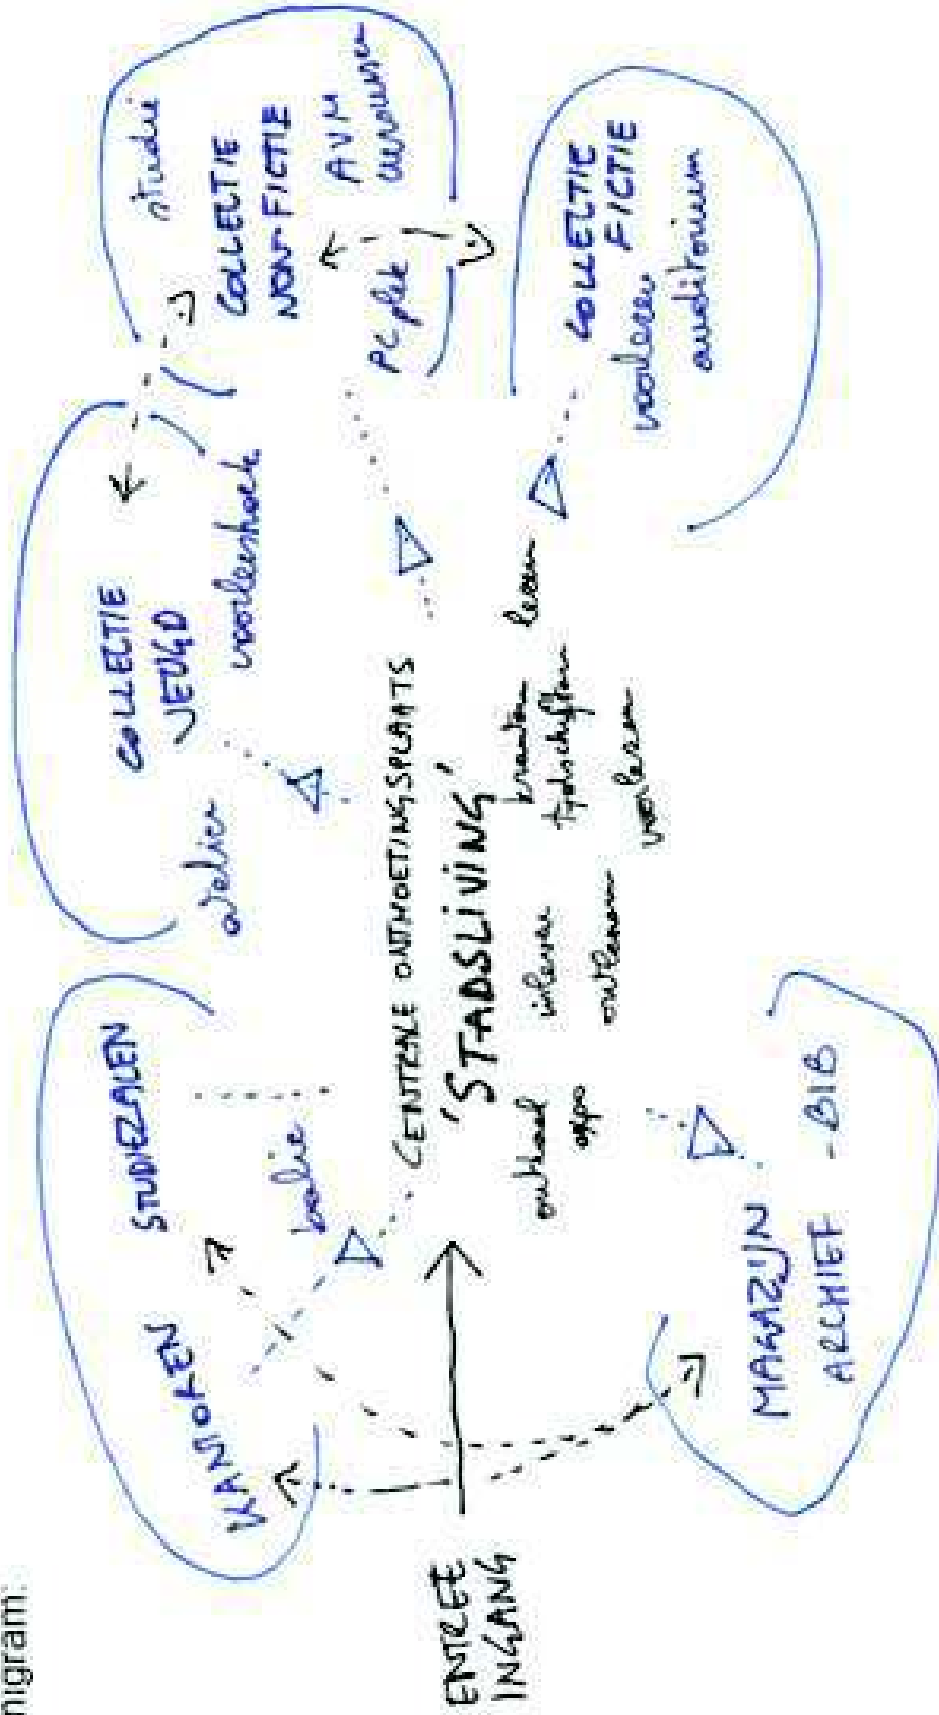 nigram:
STUDIEZALEN
KANTOREN
balie
COLLECTIE
JEUGD
atelier
voorleeshoek
studie
COLLECTIE
NON-FICTIE
AVM
PC plek
ENTREE
INGANG
CENTRALE ONTMOETINGSPLAATS
'STADSLIVING'
onthaal
expo
inleveren
ontlenen
kranten
tijdschriften
lezen
voorlezen
COLLECTIE
FICTIE
voorlezen
auditorium
MAGAZIJN
ARCHIEF - BIB